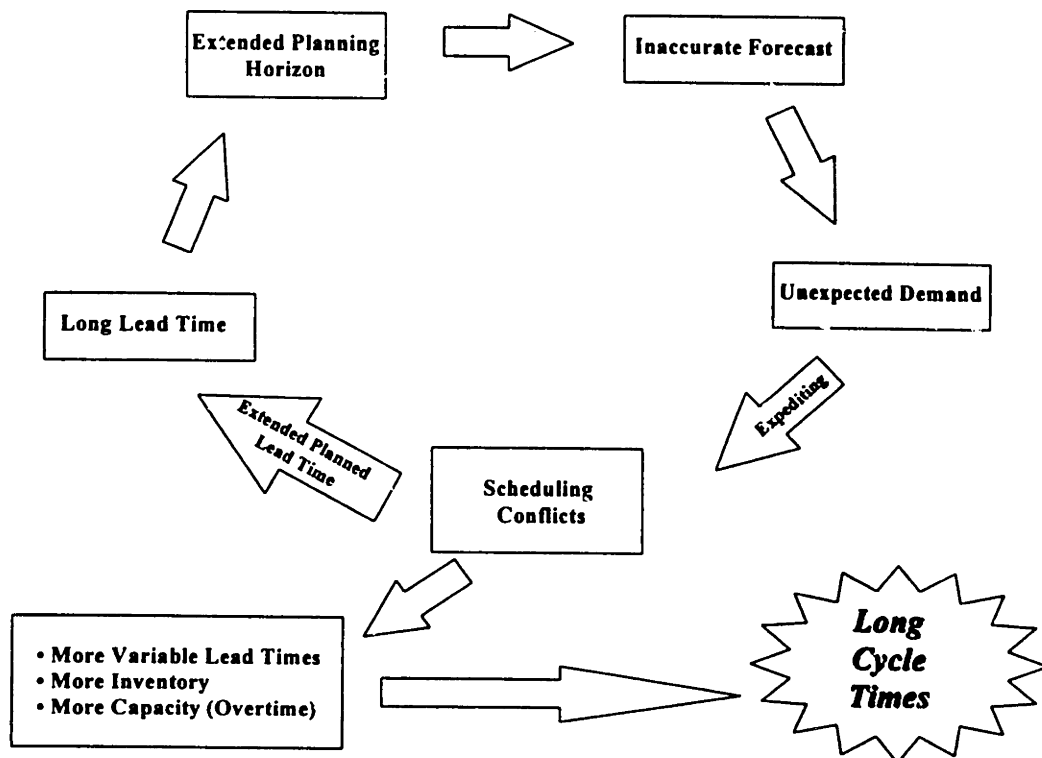 Extended Planning
Horizon
Inaccurate Forecast
Unexpected Demand
Expediting
Long Lead Time
Extended Planned
Lead Time
Scheduling
Conflicts
• More Variable Lead Times
• More Inventory
• More Capacity (Overtime)
Long
Cycle
Times